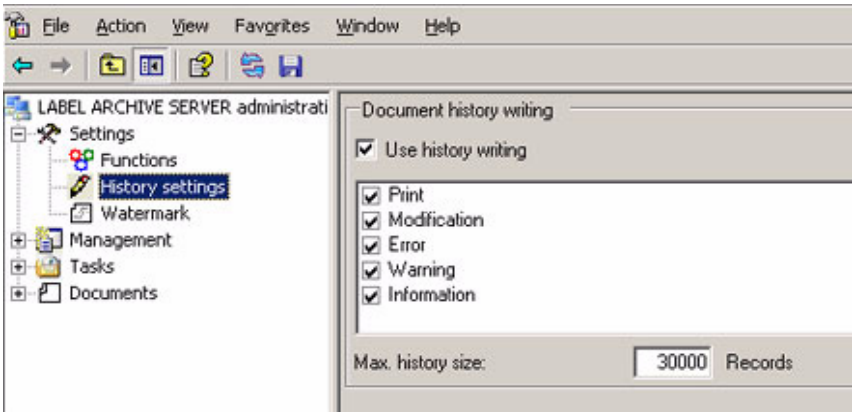 File Action View Favorites Window Help
LABEL ARCHIVE SERVER administrati
Settings
Functions
History settings
Watermark
Management
Tasks
Documents
Document history writing
Use history writing
Print
Modification
Error
Warning
Information
Max. history size: 30000 Records